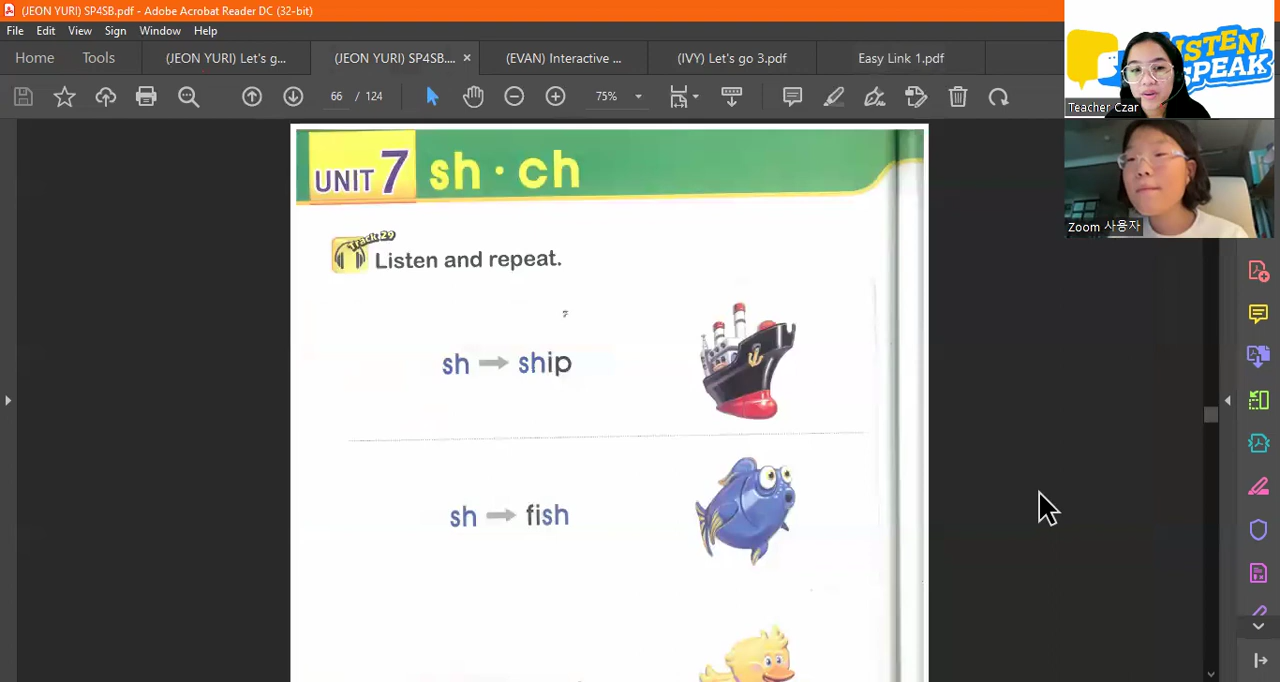 (JEON YURI) SP4SB.pdf - Adobe Acrobat Reader DC (32-bit)
File Edit View Window Sign Help
Home Tools (JEON YURI) Let's g... (JEON YURI) SP4SB.... × (EVAN) Interactive ... (IVY) Let's go 3.pdf Easy Link 1.pdf
66 / 124 75%
LISTEN
SPEAK
Teacher Czar
Zoom 사용자
UNIT 7 sh · ch
Track 29
Listen and repeat.
sh ship
sh fish